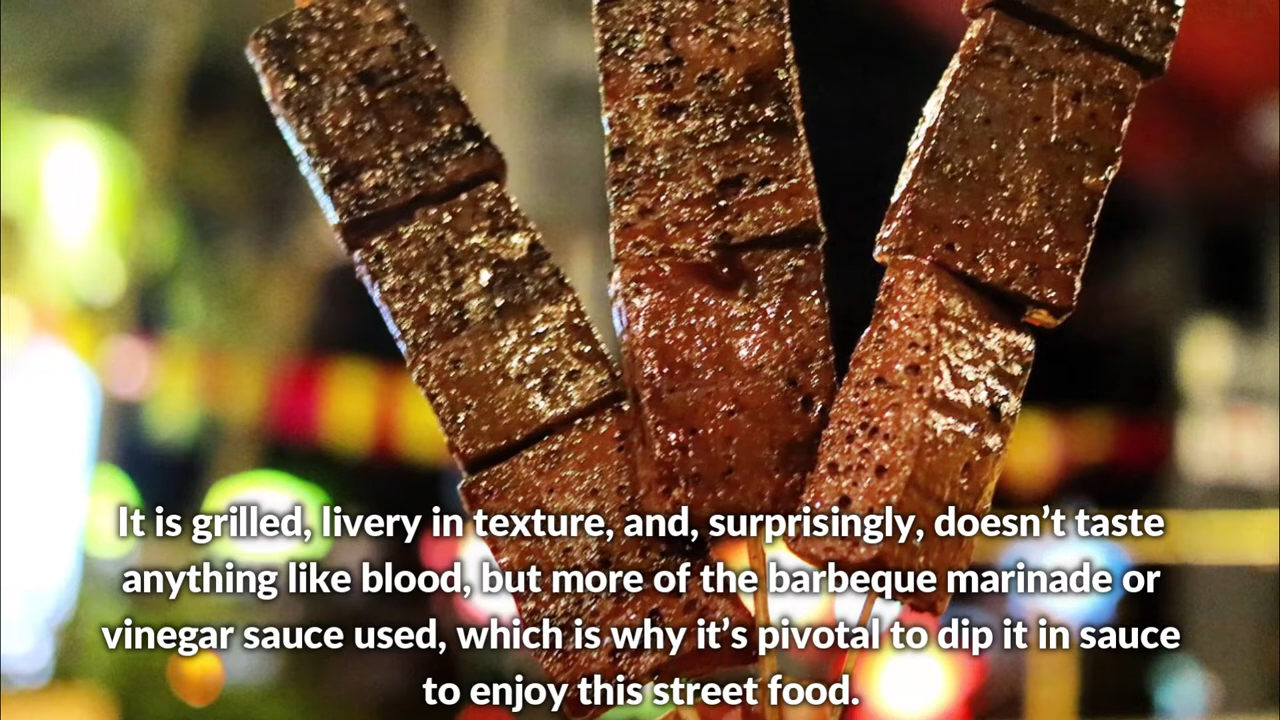 It is grilled, livery in texture, and, surprisingly, doesn’t taste
anything like blood, but more of the barbeque marinade or
vinegar sauce used, which is why it’s pivotal to dip it in sauce
to enjoy this street food.